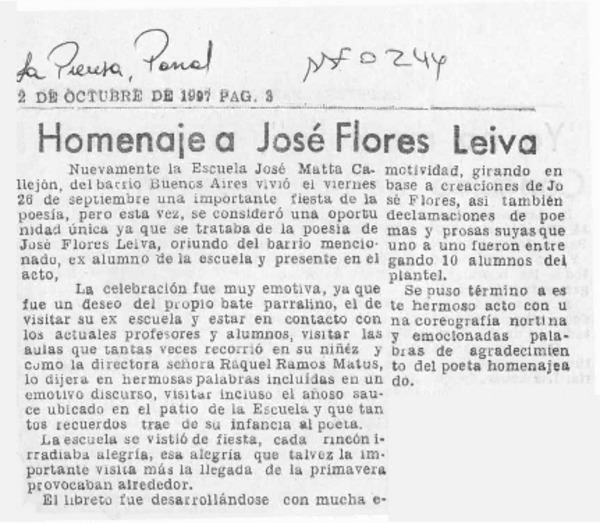 La Prensa, Parral
2 DE OCTUBRE DE 1997 PAG. 3
Homenaje a José Flores Leiva
Nuevamente la Escuela José Matta Ca-
llejón, del barrio Buenos Aires vivió el viernes
26 de septiembre una importante fiesta de la
poesía, pero esta vez, se consideró una oportu
nidad única ya que se trataba de la poesía de
José Flores Leiva, oriundo del barrio mencio-
nado, ex alumno de la escuela y presente en el
acto,
La celebración fue muy emotiva, ya que
fue un deseo del propio bate parralino, el de
visitar su ex escuela y estar en contacto con
los actuales profesores y alumnos, visitar las
aulas que tantas veces recorrió en su niñéz y
como la directora señora Raquel Ramos Matus,
lo dijera en hermosas palabras incluídas en un
emotivo discurso, visitar incluso el añoso sau-
ce ubicado en el patio de la Escuela y que tan
tos recuerdos trae de su infancia al poeta.
La escuela se vistió de fiesta, cada rincón i-
rradiaba alegría, esa alegría que talvez la im-
portante visita más la llegada de la primavera
provocaban alrededor.
El libreto fue desarrollándose con mucha e-
motividad, girando en
base a creaciones de Jo
sé Flores, asi también
declamaciones de poe
mas y prosas suyas que
uno a uno fueron entre
gando 10 alumnos del
plantel.
Se puso término a es
te hermoso acto con u
na coreografía nortina
y emocionadas pala-
bras de agradecimien
to del poeta homenajea
do.